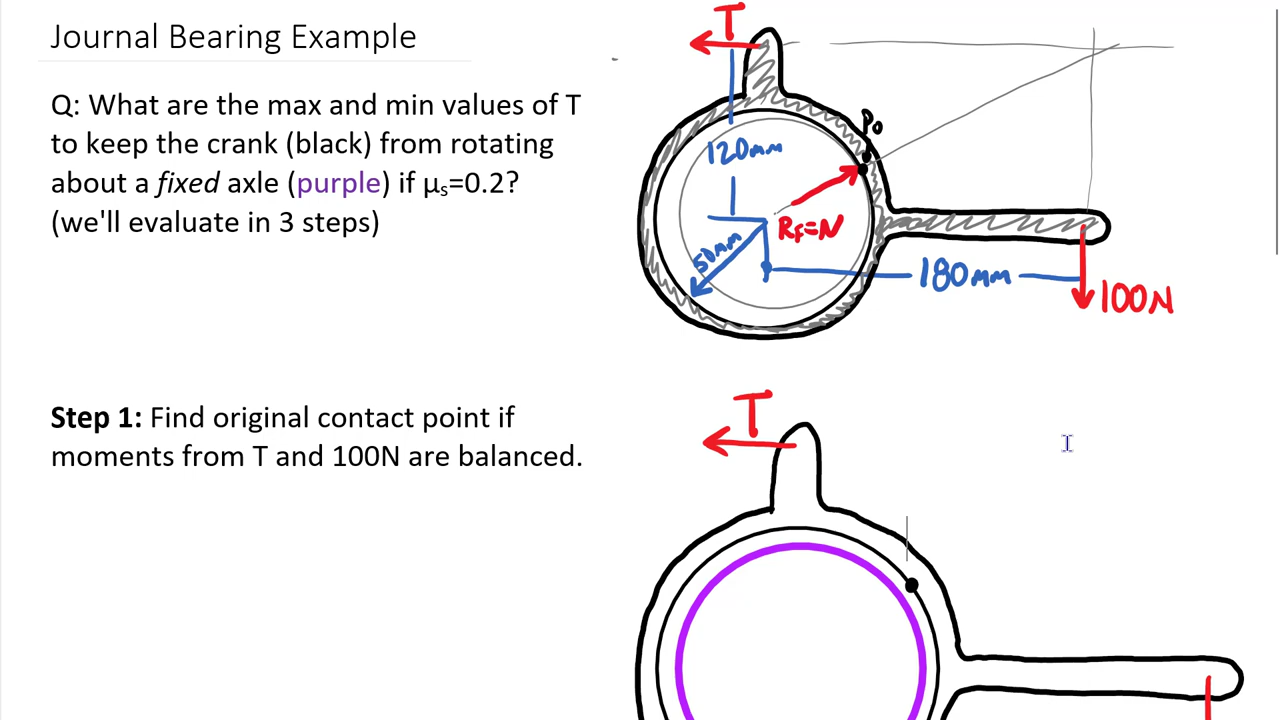 Journal Bearing Example
Q: What are the max and min values of T
to keep the crank (black) from rotating
about a fixed axle (purple) if μₛ=0.2?
(we'll evaluate in 3 steps)
T
120mm
Po
Rf=N
50mm
180mm
100N
Step 1: Find original contact point if
moments from T and 100N are balanced.
T